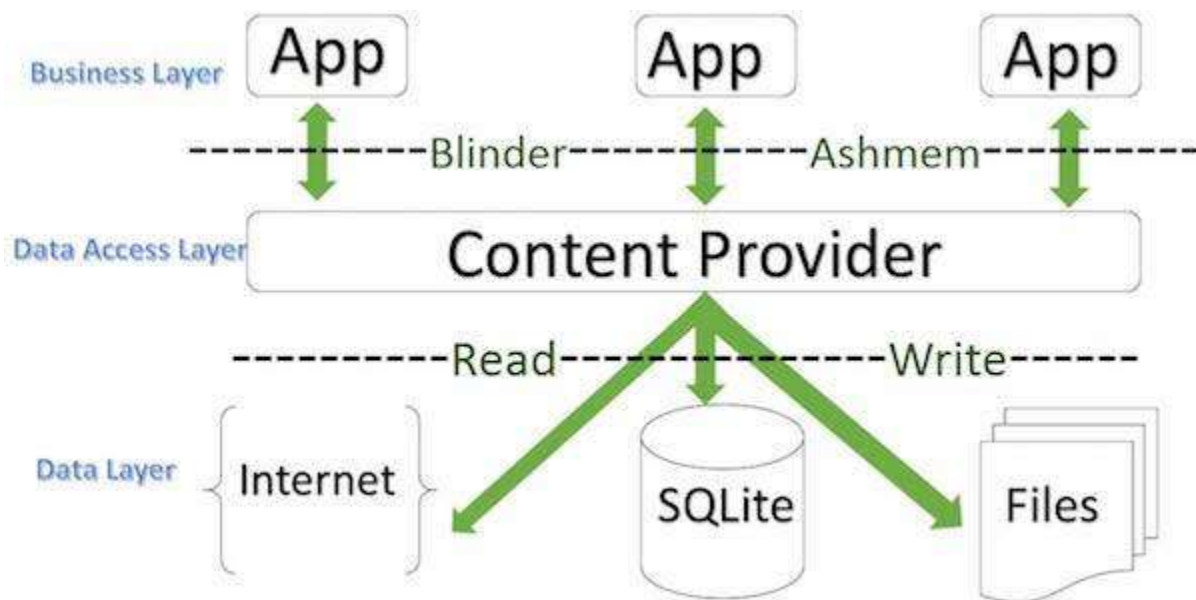 App App App
Business Layer
Blinder Ashmem
Data Access Layer Content Provider
Read Write
Data Layer Internet SQLite Files